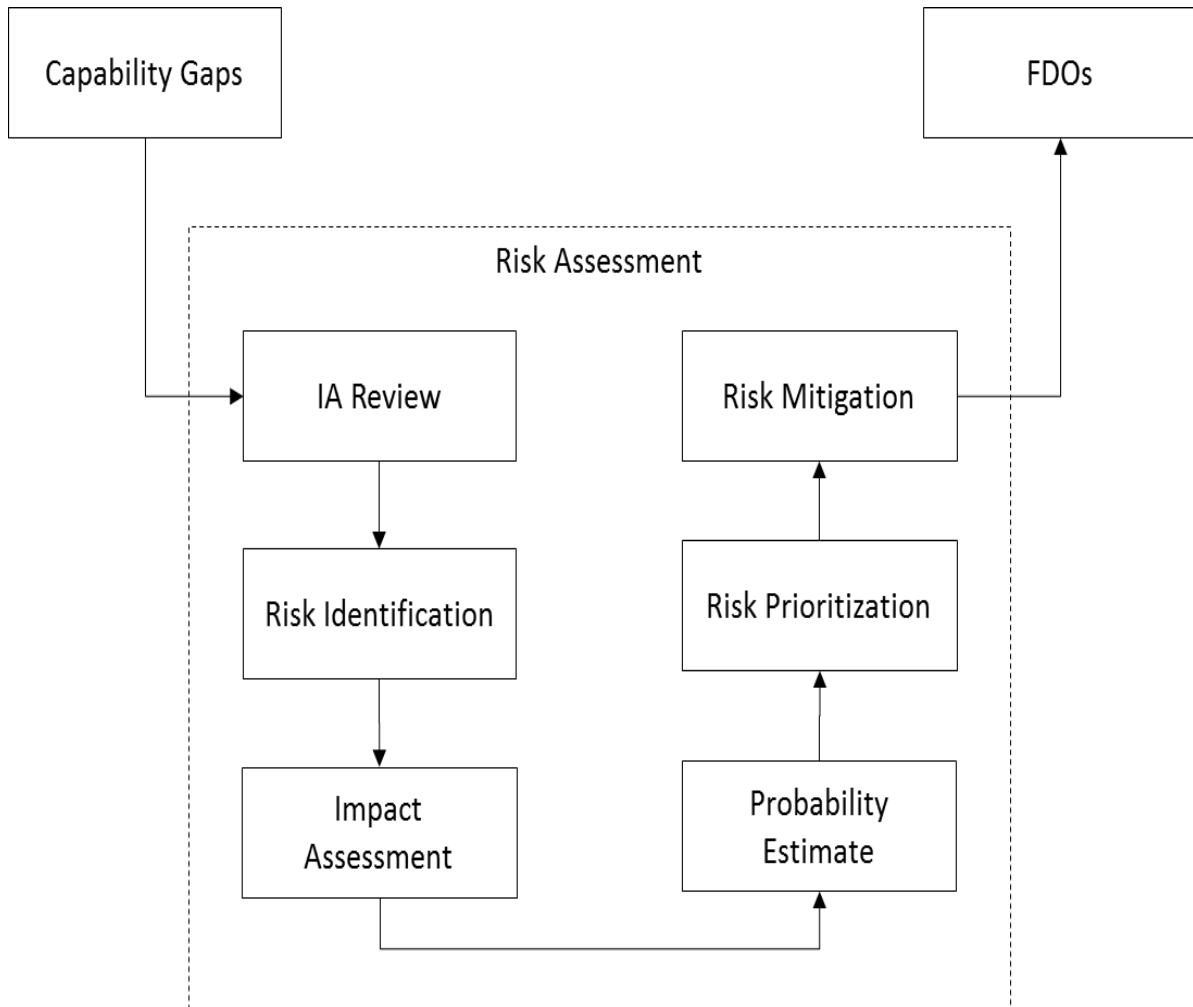 Capability Gaps
FDOs
Risk Assessment
IA Review
Risk Mitigation
Risk Identification
Risk Prioritization
Impact
Assessment
Probability
Estimate